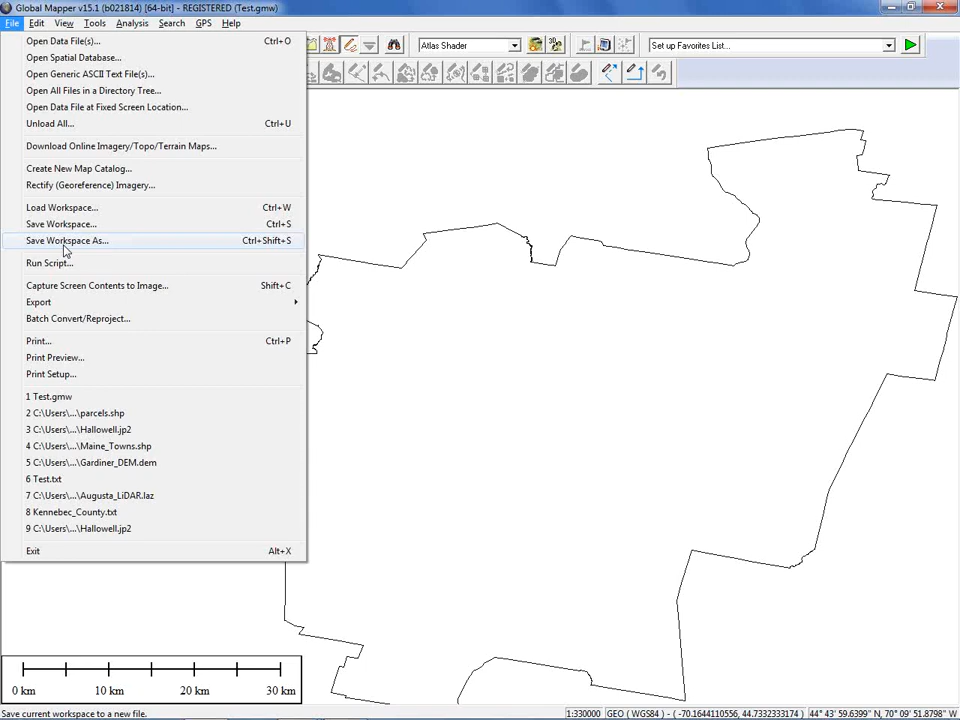 Global Mapper v15.1 (b021814) [64-bit] - REGISTERED (Test.gmw)
File Edit View Tools Analysis Search GPS Help
Atlas Shader
Set up Favorites List...
Open Data File(s)... Ctrl+O
Open Spatial Database...
Open Generic ASCII Text File(s)...
Open All Files in a Directory Tree...
Open Data File at Fixed Screen Location...
Unload All... Ctrl+U
Download Online Imagery/Topo/Terrain Maps...
Create New Map Catalog...
Rectify (Georeference) Imagery...
Load Workspace... Ctrl+W
Save Workspace... Ctrl+S
Save Workspace As... Ctrl+Shift+S
Run Script...
Capture Screen Contents to Image... Shift+C
Export
Batch Convert/Reproject...
Print... Ctrl+P
Print Preview...
Print Setup...
1 Test.gmw
2 C:\Users\...\parcels.shp
3 C:\Users\...\Hallowell.jp2
4 C:\Users\...\Maine_Towns.shp
5 C:\Users\...\Gardiner_DEM.dem
6 Test.txt
7 C:\Users\...\Augusta_LiDAR.laz
8 Kennebec_County.txt
9 C:\Users\...\Hallowell.jp2
Exit Alt+X
0 km 10 km 20 km 30 km
Save current workspace to a new file.
1:330000 GEO ( WGS84 ) - ( -70.1644110556, 44.7332333174 ) 44° 43' 59.6399" N, 70° 09' 51.8798" W